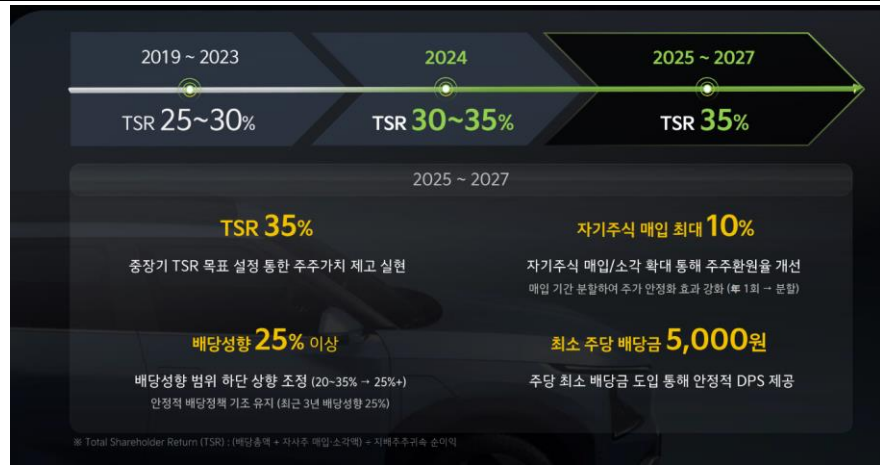 2019 ~ 2023
2024
2025 ~ 2027
TSR 25~30%
TSR 30~35%
TSR 35%
2025 ~ 2027
TSR 35%
중장기 TSR 목표 설정 통한 주주가치 제고 실현
자기주식 매입 최대 10%
자기주식 매입/소각 확대 통해 주주환원율 개선
매입 기간 분할하여 주가 안정화 효과 강화 (年 1회 → 분할)
배당성향 25% 이상
배당성향 범위 하단 상향 조정 (20~35% → 25%+)
안정적 배당정책 기조 유지 (최근 3년 배당성향 25%)
최소 주당 배당금 5,000원
주당 최소 배당금 도입 통해 안정적 DPS 제공
※ Total Shareholder Return (TSR) : (배당총액 + 자사주 매입·소각액) ÷ 지배주주귀속 순이익